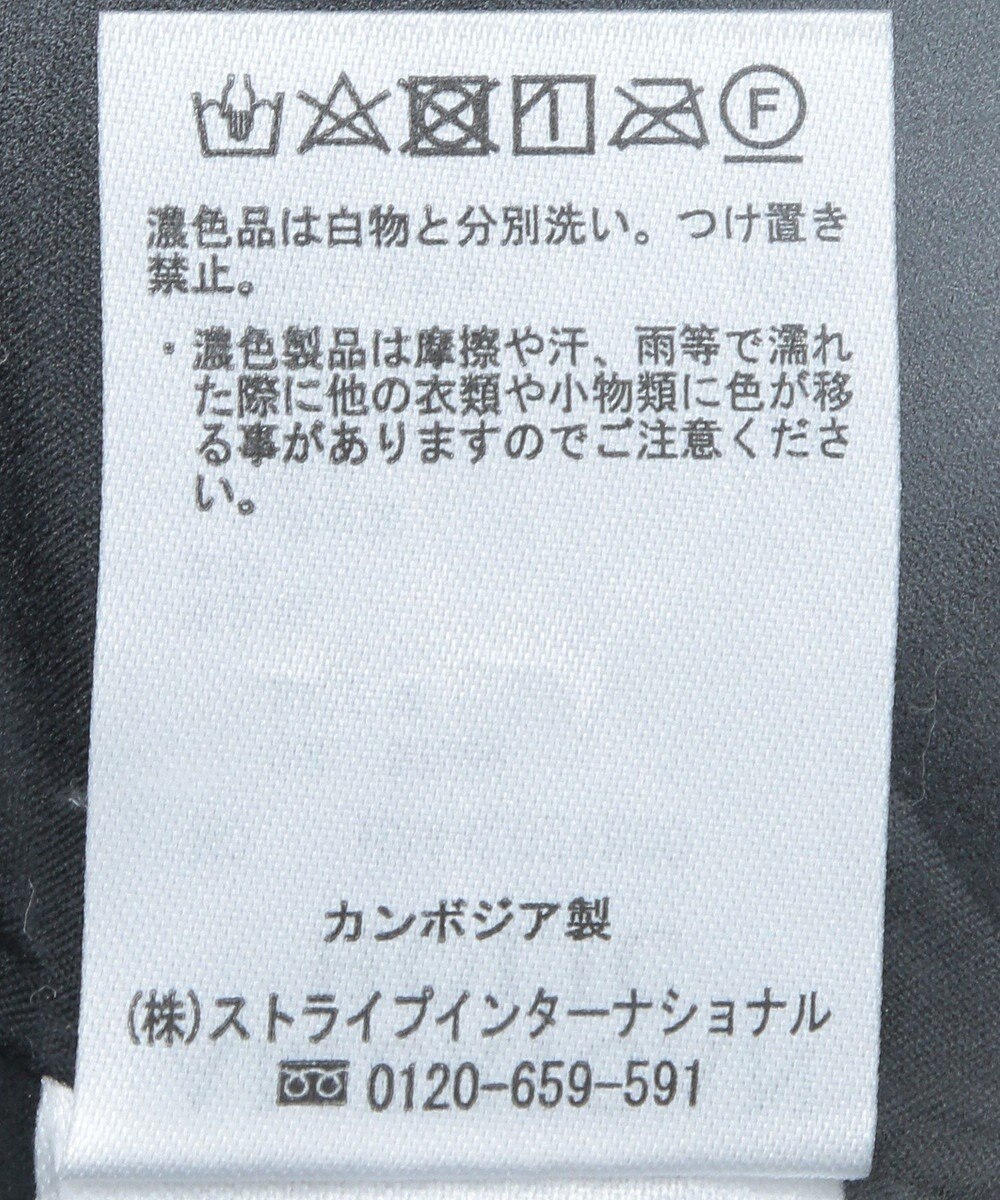 F
濃色品は白物と分別洗い。つけ置き
禁止。
・濃色製品は摩擦や汗、雨等で濡れ
た際に他の衣類や小物類に色が移
る事がありますのでご注意くださ
い。
カンボジア製
(株)ストライプインターナショナル
0120-659-591